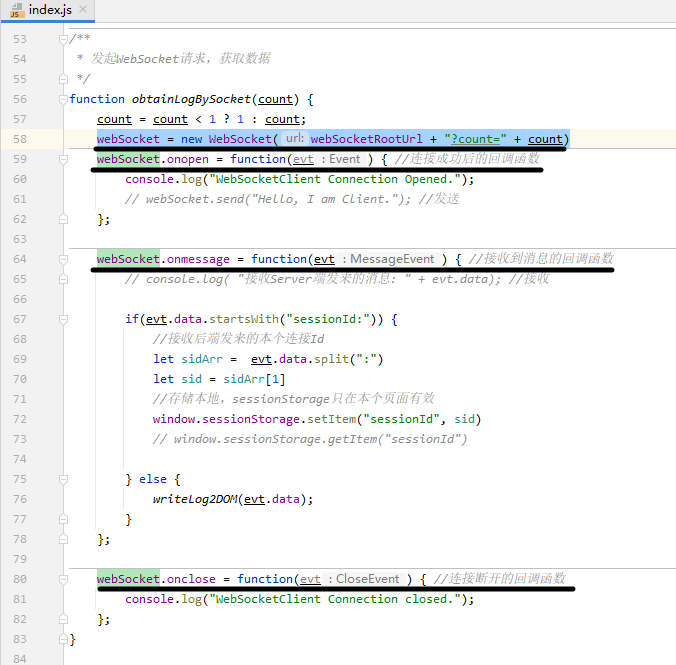 index.js
53 /**
54 * 发起WebSocket请求，获取数据
55 */
56 function obtainLogBySocket(count) {
57 count = count < 1 ? 1 : count;
58 webSocket = new WebSocket( url: webSocketRootUrl + "?count=" + count)
59 webSocket.onopen = function(evt : Event ) { //连接成功后的回调函数
60 console.log("WebSocketClient Connection Opened.");
61 // webSocket.send("Hello, I am Client."); //发送
62 };
63
64 webSocket.onmessage = function(evt : MessageEvent ) { //接收到消息的回调函数
65 // console.log( "接收Server端发来的消息: " + evt.data); //接收
66
67 if(evt.data.startsWith("sessionId:")) {
68 //接收后端发来的本个连接Id
69 let sidArr = evt.data.split(":")
70 let sid = sidArr[1]
71 //存储本地，sessionStorage只在本个页面有效
72 window.sessionStorage.setItem("sessionId", sid)
73 // window.sessionStorage.getItem("sessionId")
74
75 } else {
76 writeLog2DOM(evt.data);
77 }
78 };
79
80 webSocket.onclose = function(evt : CloseEvent ) { //连接断开的回调函数
81 console.log("WebSocketClient Connection closed.");
82 };
83 }
84